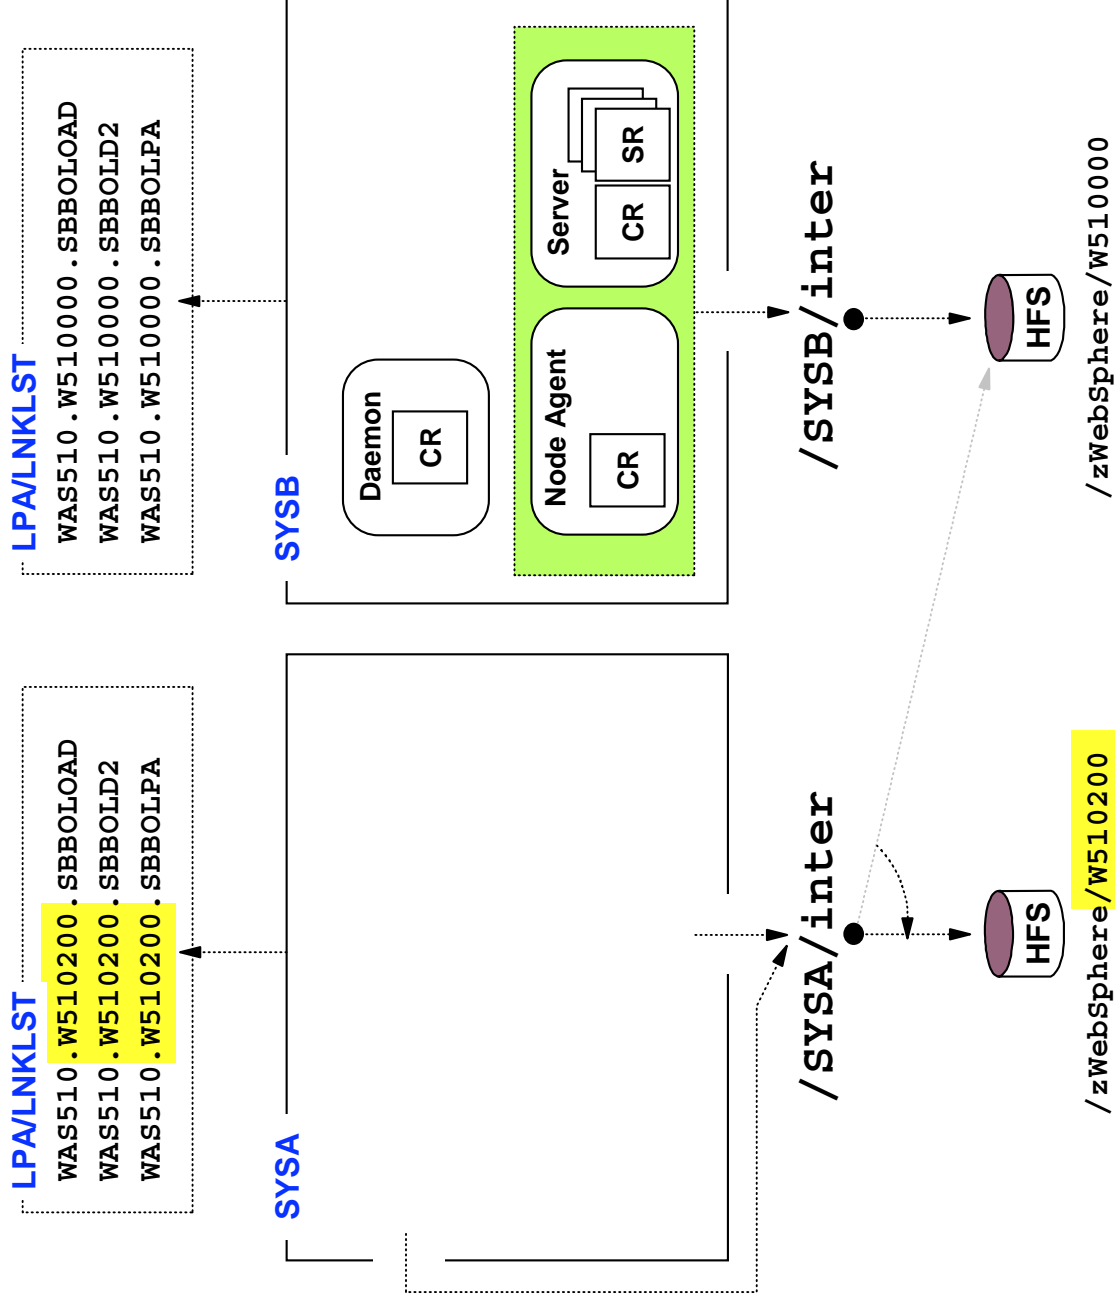 LPA/LNKLST
WAS510.W510200.SBBOLOAD
WAS510.W510200.SBBOLD2
WAS510.W510200.SBBOLPA
SYSA
/SYSA/inter
HFS
/zWebSphere/W510200
LPA/LNKLST
WAS510.W510000.SBBOLOAD
WAS510.W510000.SBBOLD2
WAS510.W510000.SBBOLPA
SYSB
Daemon
CR
Node Agent
CR
Server
CR
SR
/SYSB/inter
HFS
/zWebSphere/W510000